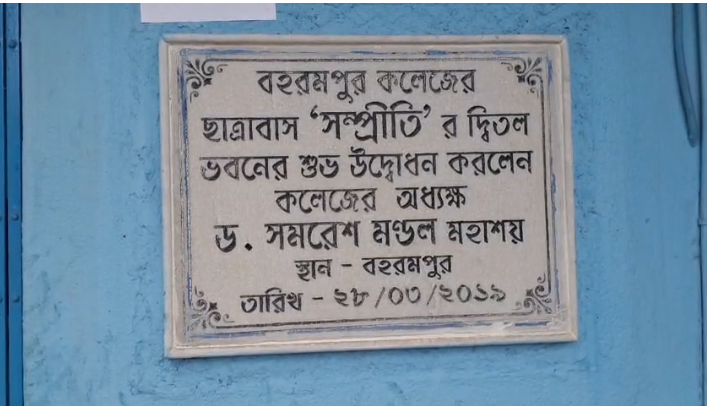 বহরমপুর কলেজের
ছাত্রাবাস ‘সম্প্রীতি’ র দ্বিতল
ভবনের শুভ উদ্বোধন করলেন
কলেজের অধ্যক্ষ
ড. সমরেশ মণ্ডল মহাশয়
স্থান - বহরমপুর
তারিখ - ২৮/০৩/২০১৯